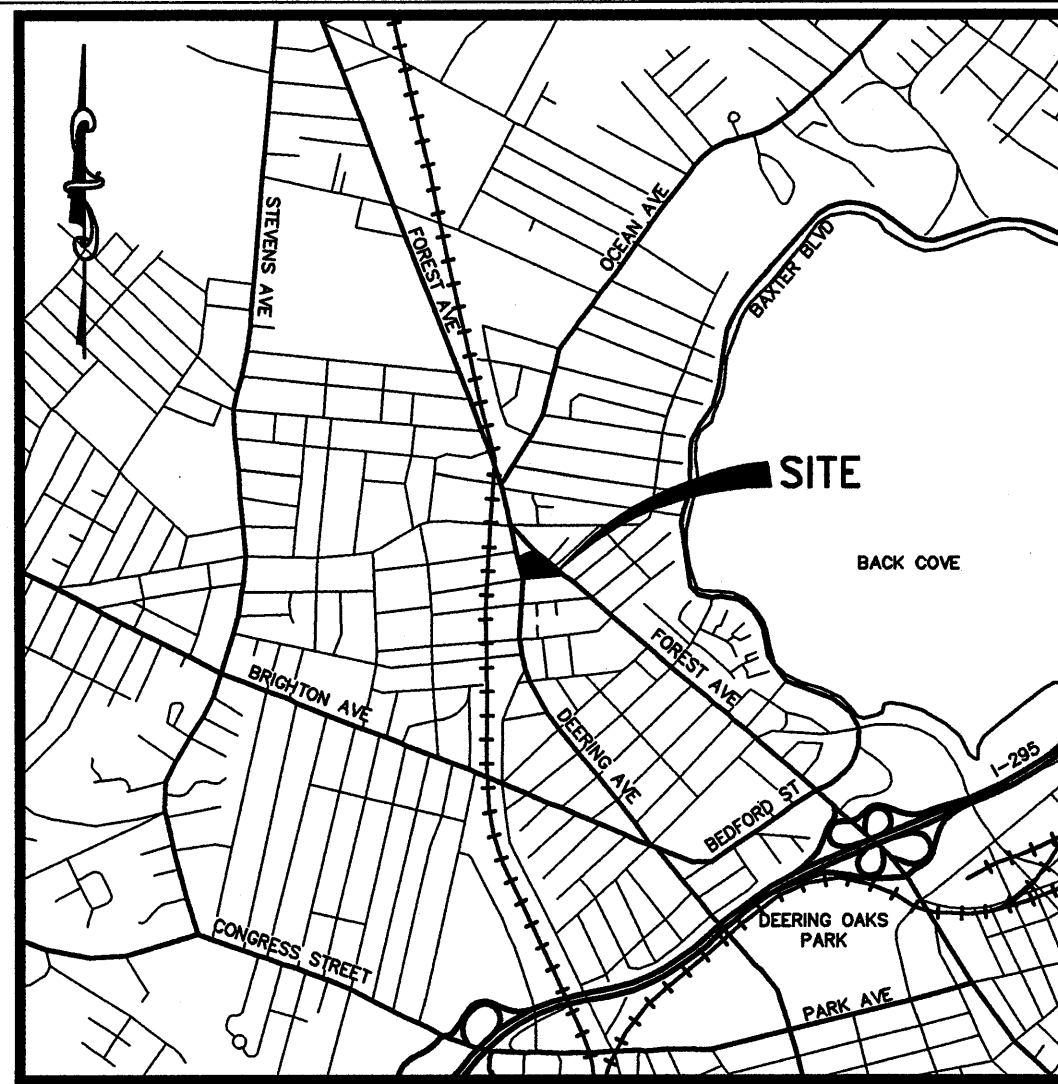 STEVENS AVE
FOREST AVE
OCEAN AVE
BAXTER BLVD
SITE
BACK COVE
FOREST AVE
BRIGHTON AVE
DEERING AVE
BEDFORD ST
I-295
DEERING OAKS
PARK
CONGRESS STREET
PARK AVE